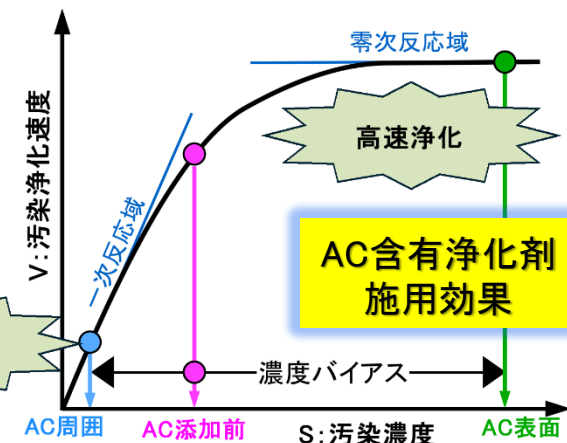 零次反応域
高速浄化
V:汚染浄化速度
一次反応域
AC含有浄化剤
施用効果
濃度バイアス
AC周囲
AC添加前
S:汚染濃度
AC表面